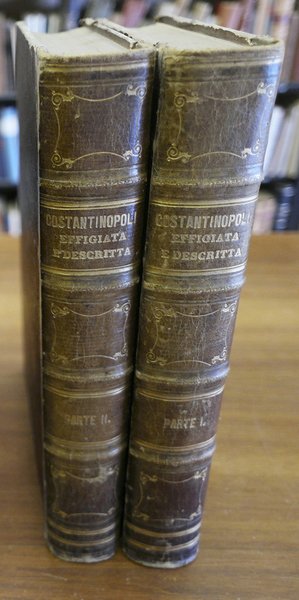 COSTANTINOPOLI
EFFIGIATA
E DESCRITTA
PARTE II.
COSTANTINOPOLI
EFFIGIATA
E DESCRITTA
PARTE I.